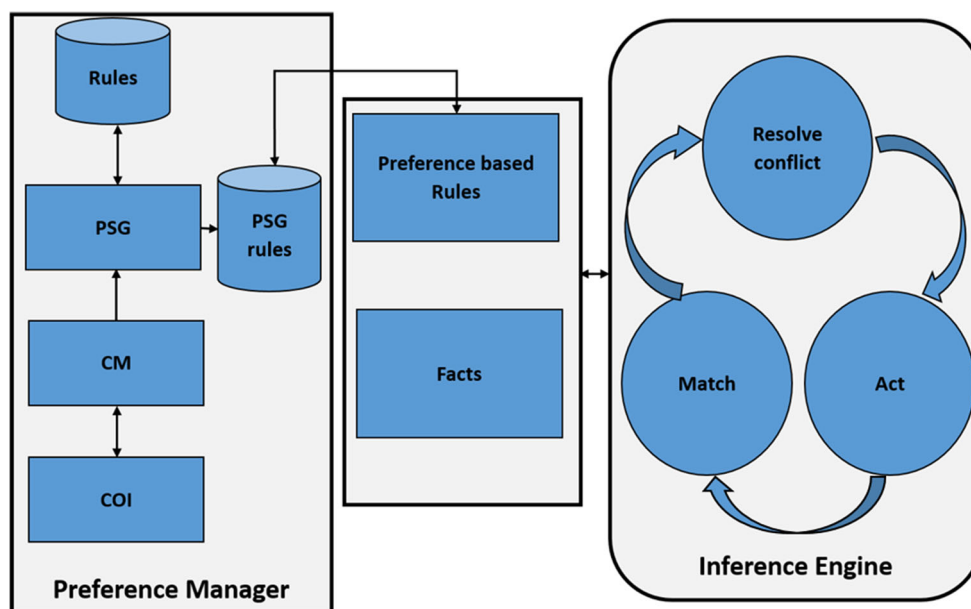 Rules
PSG
PSG
rules
CM
COI
Preference Manager
Preference based
Rules
Facts
Resolve
conflict
Match
Act
Inference Engine